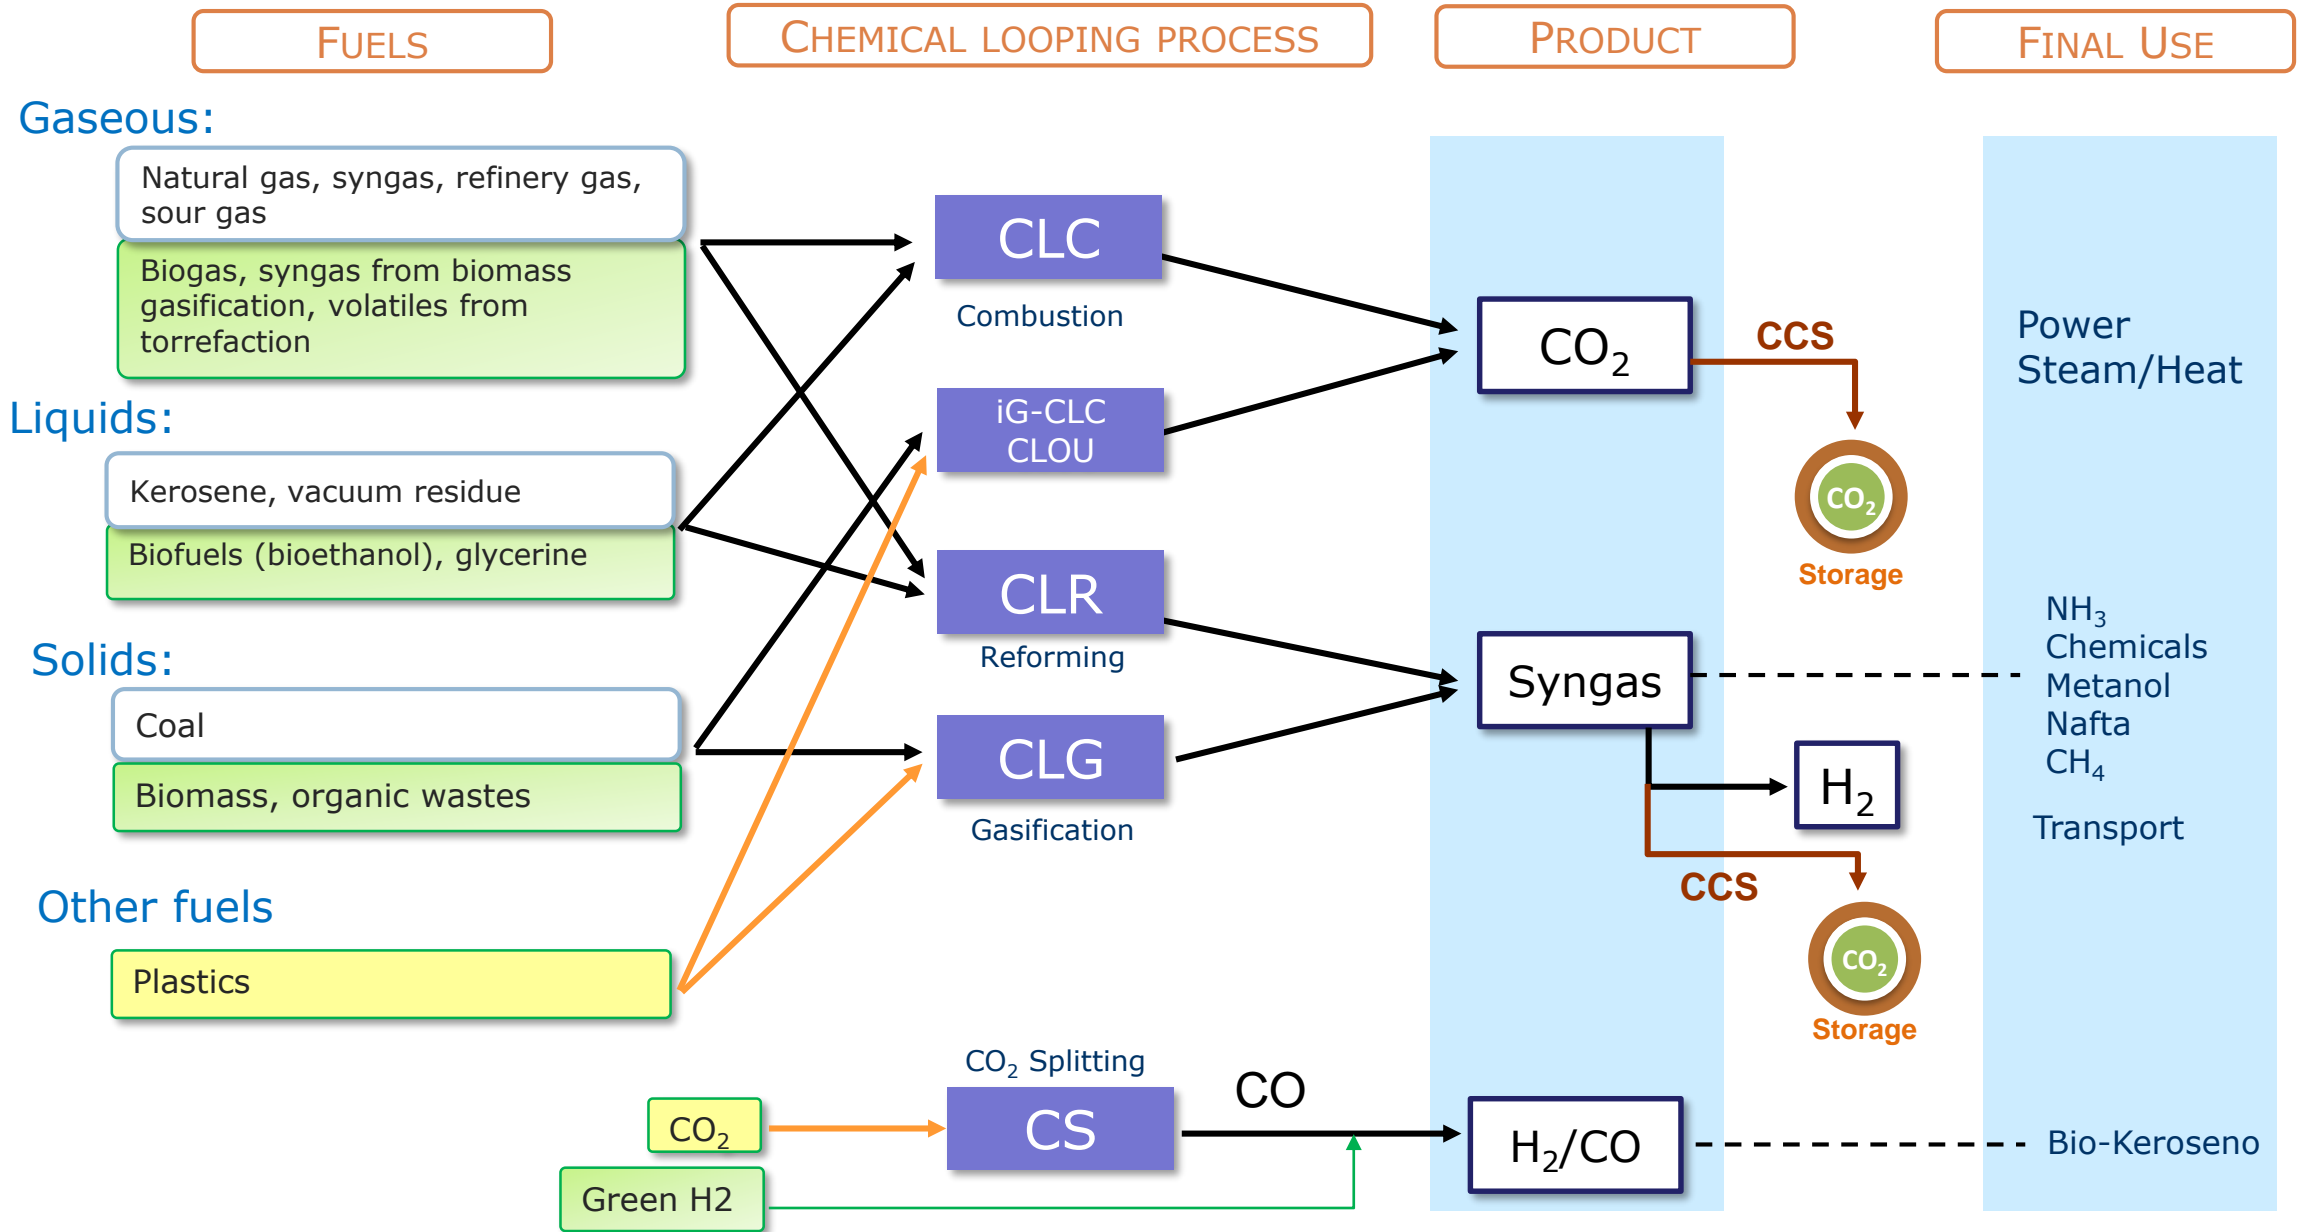 FUELS
CHEMICAL LOOPING PROCESS
PRODUCT
FINAL USE
Gaseous:
Natural gas, syngas, refinery gas,
sour gas
Biogas, syngas from biomass
gasification, volatiles from
torrefaction
Liquids:
Kerosene, vacuum residue
Biofuels (bioethanol), glycerine
Solids:
Coal
Biomass, organic wastes
Other fuels
Plastics
CO2
Green H2
CLC
Combustion
iG-CLC
CLOU
CLR
Reforming
CLG
Gasification
CO2 Splitting
CS
CO
CO2
CCS
CO2
Storage
Syngas
H2
CCS
CO2
Storage
H2/CO
Power
Steam/Heat
NH3
Chemicals
Metanol
Nafta
CH4
Transport
Bio-Keroseno